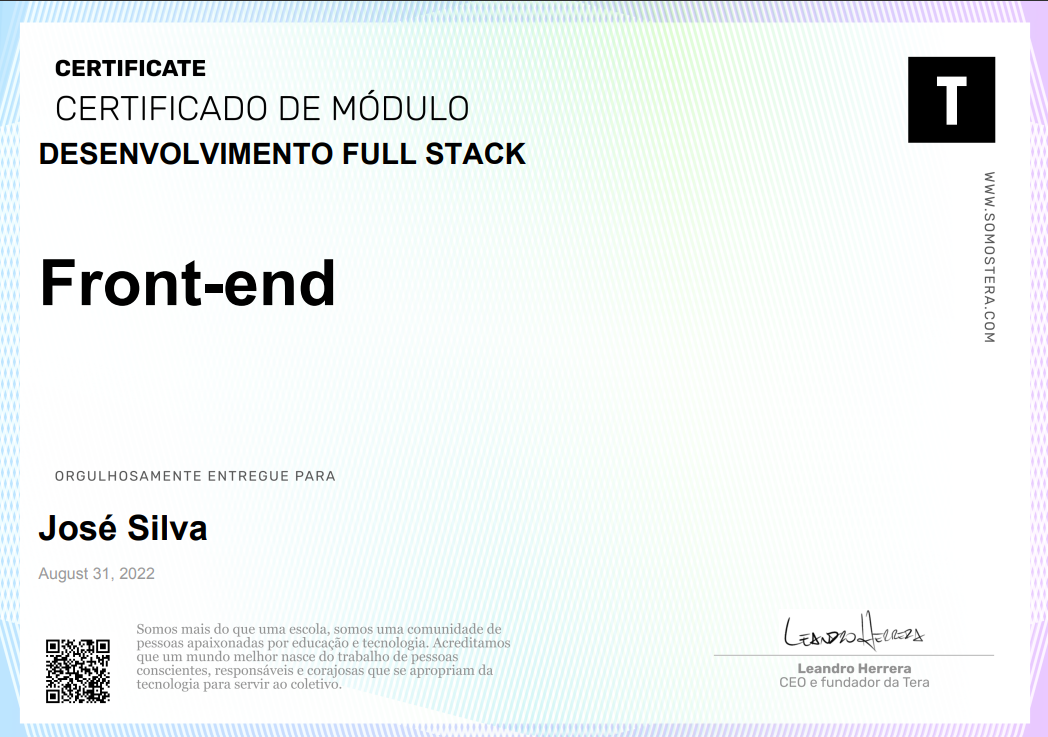 CERTIFICATE
CERTIFICADO DE MÓDULO
DESENVOLVIMENTO FULL STACK
T
WWW.SOMOSTERA.COM
Front-end
ORGULHOSAMENTE ENTREGUE PARA
José Silva
August 31, 2022
Somos mais do que uma escola, somos uma comunidade de
pessoas apaixonadas por educação e tecnologia. Acreditamos
que um mundo melhor nasce do trabalho de pessoas
conscientes, responsáveis e corajosas que se apropriam da
tecnologia para servir ao coletivo.
LEANDRO HERRERA
Leandro Herrera
CEO e fundador da Tera